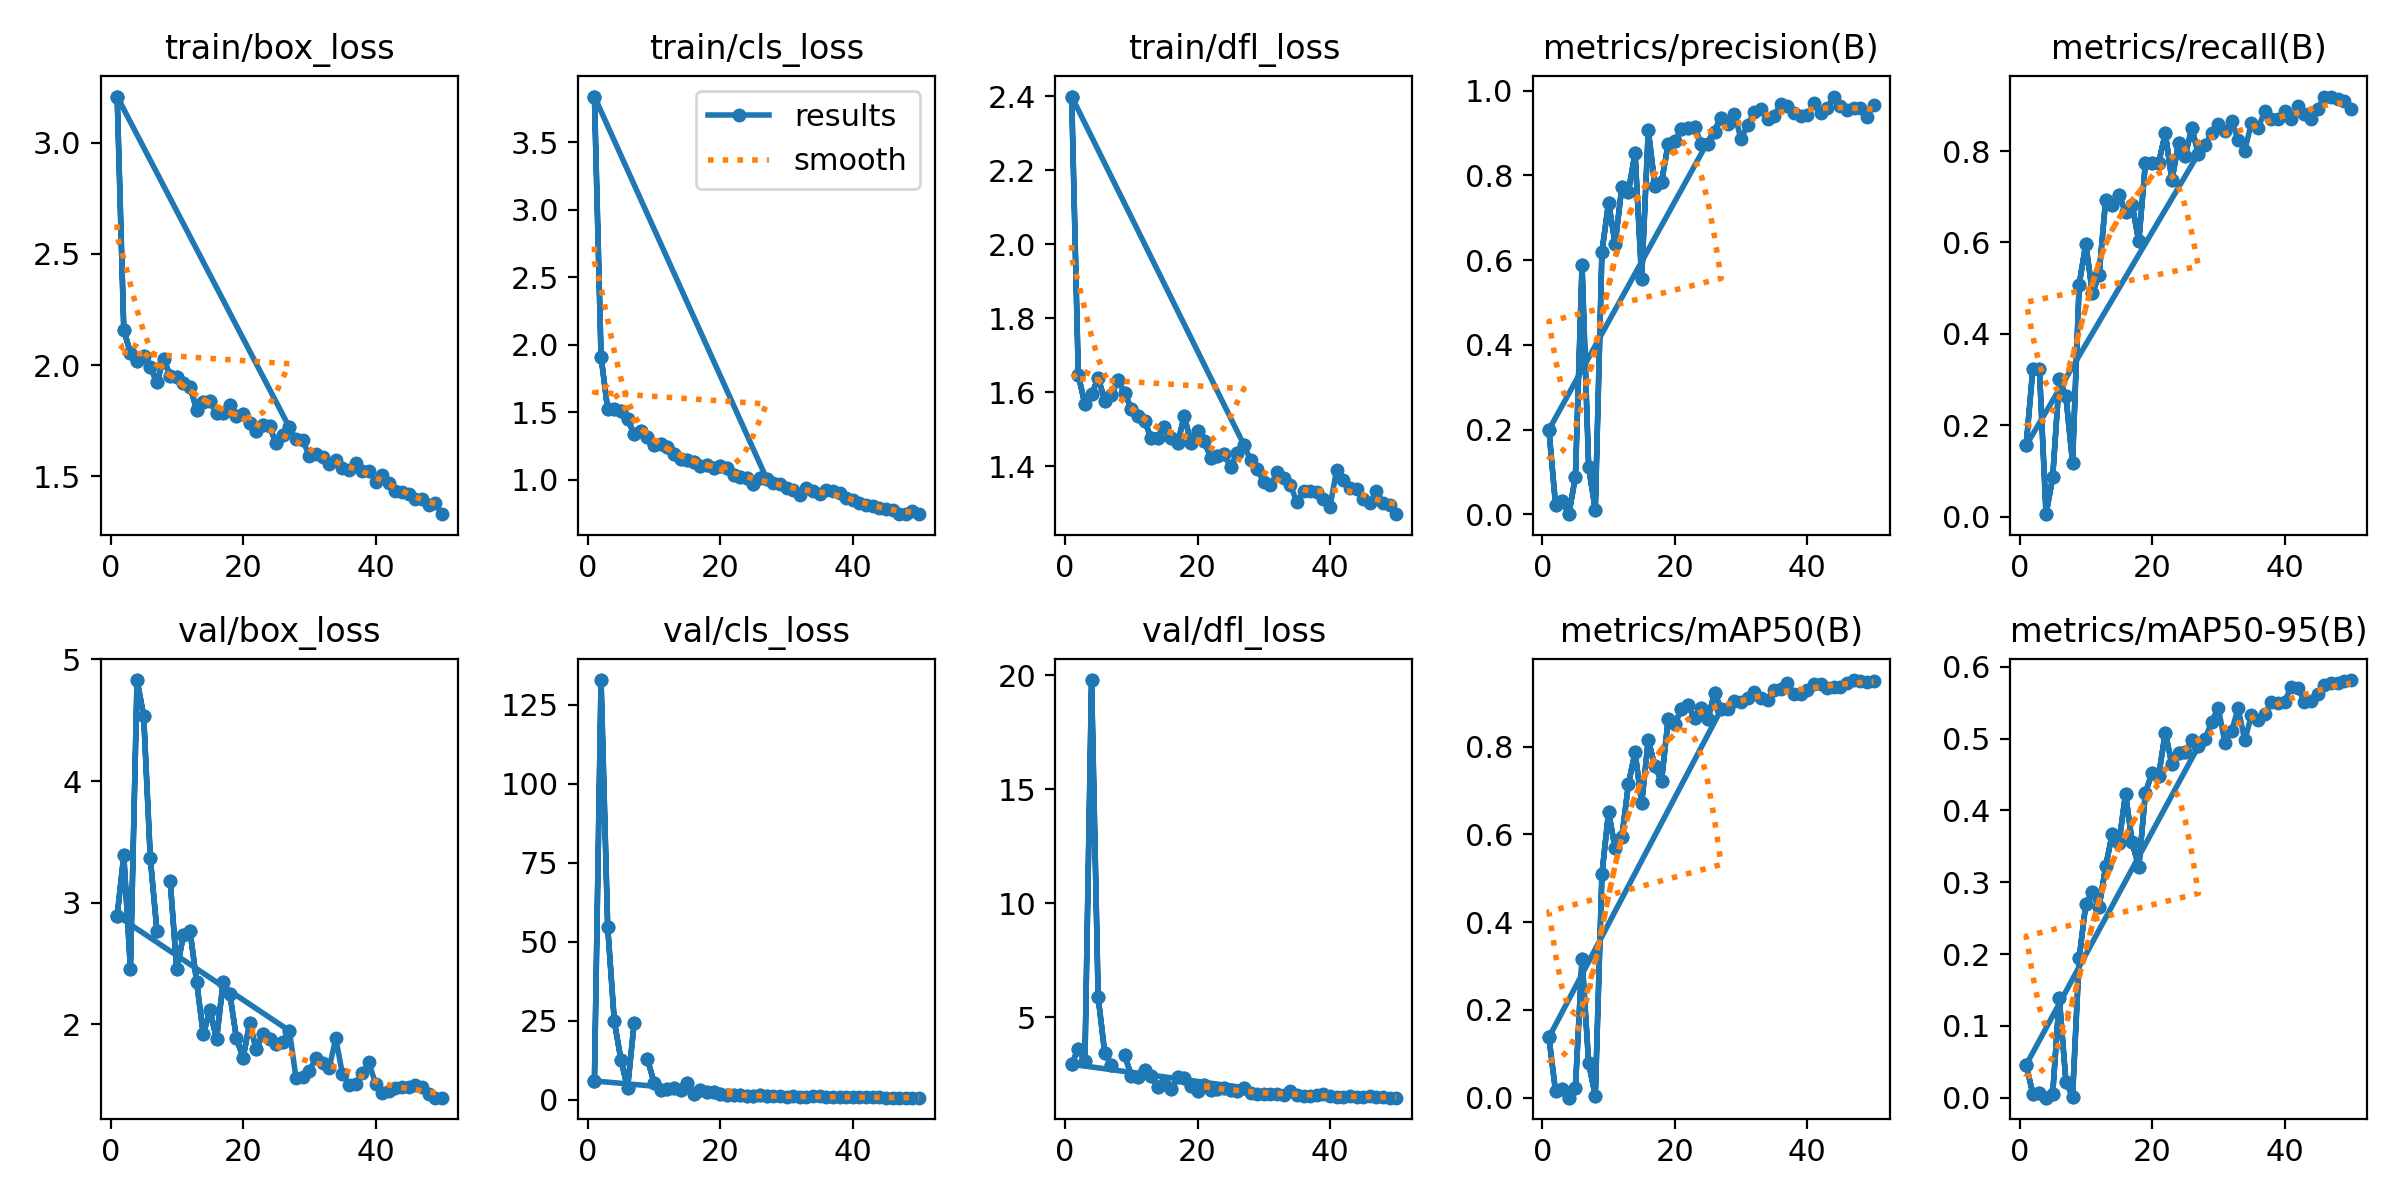 train/box_loss
3.0
2.5
2.0
1.5
0 20 40
train/cls_loss
results
smooth
3.5
3.0
2.5
2.0
1.5
1.0
0 20 40
train/dfl_loss
2.4
2.2
2.0
1.8
1.6
1.4
0 20 40
metrics/precision(B)
1.0
0.8
0.6
0.4
0.2
0.0
0 20 40
metrics/recall(B)
0.8
0.6
0.4
0.2
0.0
0 20 40
val/box_loss
5
4
3
2
0 20 40
val/cls_loss
125
100
75
50
25
0
0 20 40
val/dfl_loss
20
15
10
5
0 20 40
metrics/mAP50(B)
0.8
0.6
0.4
0.2
0.0
0 20 40
metrics/mAP50-95(B)
0.6
0.5
0.4
0.3
0.2
0.1
0.0
0 20 40